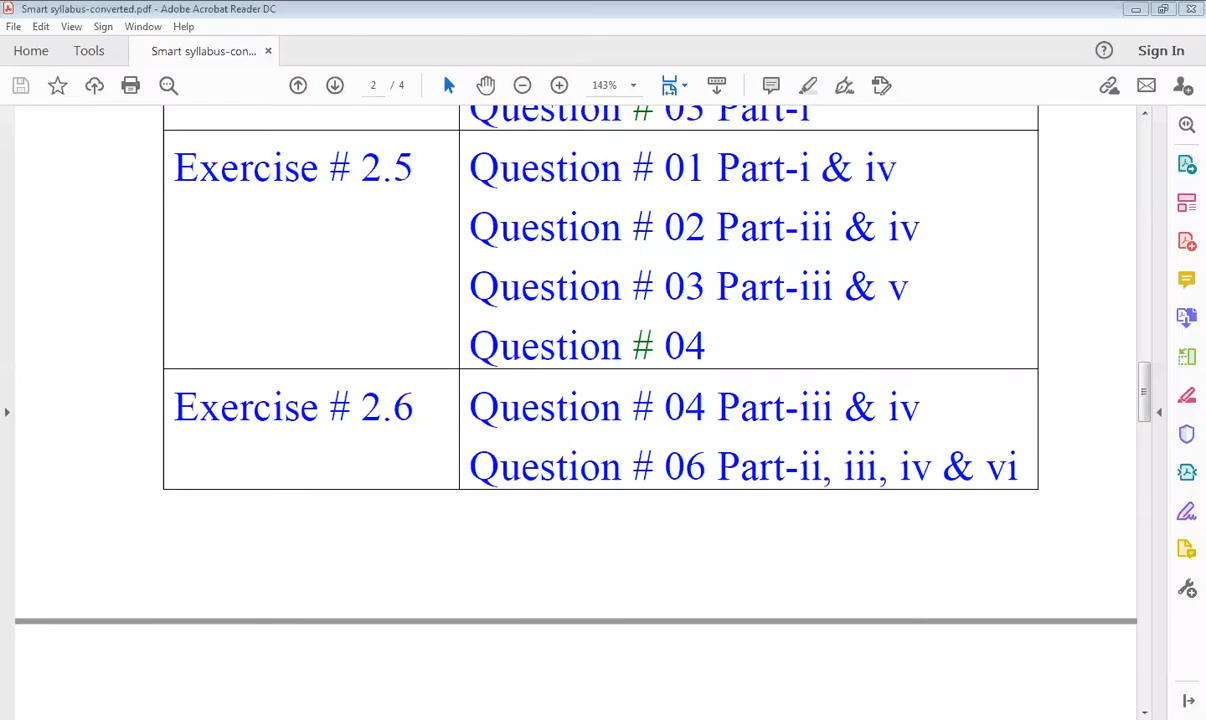 Smart syllabus-converted.pdf - Adobe Acrobat Reader DC
File Edit View Sign Window Help
Home Tools Smart syllabus-con... × Sign In
2 / 4 143%
Question # 03 Part-i
Exercise # 2.5 Question # 01 Part-i & iv
Question # 02 Part-iii & iv
Question # 03 Part-iii & v
Question # 04
Exercise # 2.6 Question # 04 Part-iii & iv
Question # 06 Part-ii, iii, iv & vi